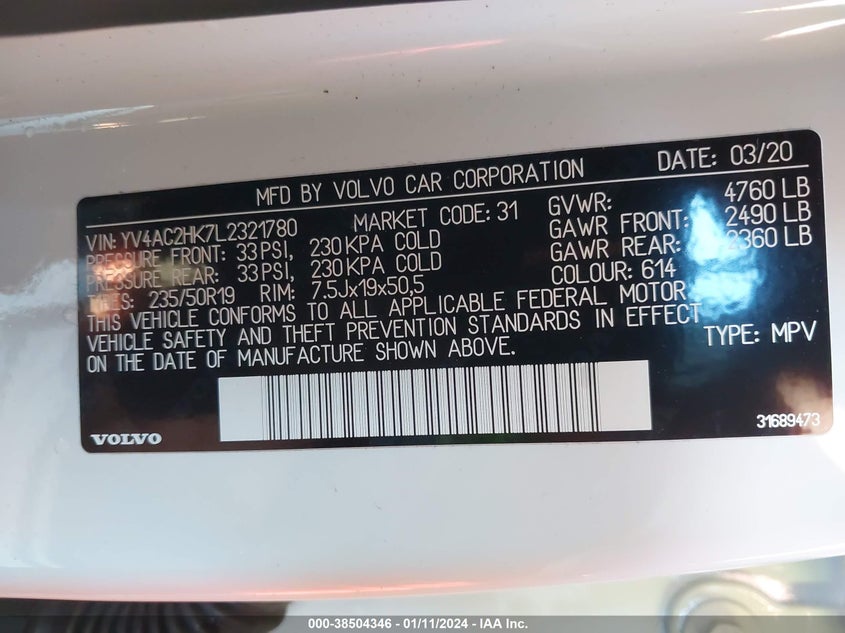 MFD BY VOLVO CAR CORPORATION DATE: 03/20
VIN: YV4AC2HK7L2321780 MARKET CODE: 31 GVWR: 4760 LB
PRESSURE FRONT: 33 PSI, 230 KPA COLD GAWR FRONT: 2490 LB
PRESSURE REAR: 33 PSI, 230 KPA COLD GAWR REAR: 2360 LB
TIRES: 235/50R19 RIM: 7.5Jx19x50,5 COLOUR: 614
THIS VEHICLE CONFORMS TO ALL APPLICABLE FEDERAL MOTOR
VEHICLE SAFETY AND THEFT PREVENTION STANDARDS IN EFFECT
ON THE DATE OF MANUFACTURE SHOWN ABOVE. TYPE: MPV
VOLVO 31689473
000-38504346 - 01/11/2024 - IAA Inc.